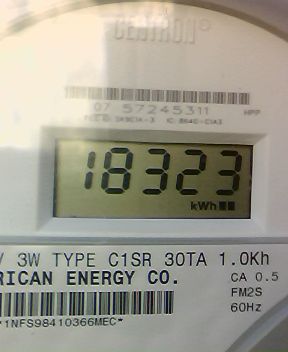 CENTRON®
07 57245311 HPP
18323
kWh
V 3W TYPE C1SR 30TA 1.0Kh
RICAN ENERGY CO. CA 0.5
FM2S
60Hz
*1NFS98410366MEC*